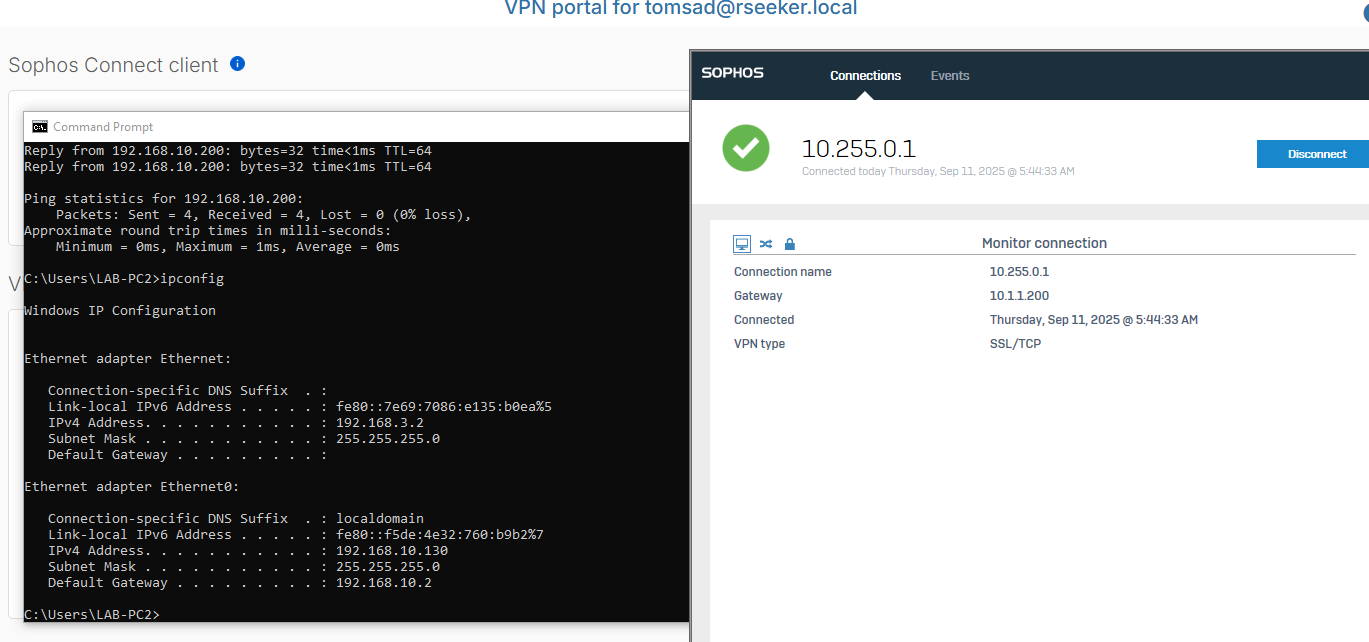 VPN portal for tomsad@rseeker.local
Sophos Connect client
Command Prompt
Reply from 192.168.10.200: bytes=32 time<1ms TTL=64
Reply from 192.168.10.200: bytes=32 time<1ms TTL=64
Ping statistics for 192.168.10.200:
    Packets: Sent = 4, Received = 4, Lost = 0 (0% loss),
Approximate round trip times in milli-seconds:
    Minimum = 0ms, Maximum = 1ms, Average = 0ms
C:\Users\LAB-PC2>ipconfig
V
Windows IP Configuration
Ethernet adapter Ethernet:
   Connection-specific DNS Suffix  . :
   Link-local IPv6 Address . . . . . : fe80::7e69:7086:e135:b0ea%5
   IPv4 Address. . . . . . . . . . . : 192.168.3.2
   Subnet Mask . . . . . . . . . . . : 255.255.255.0
   Default Gateway . . . . . . . . . :
Ethernet adapter Ethernet0:
   Connection-specific DNS Suffix  . : localdomain
   Link-local IPv6 Address . . . . . : fe80::f5de:4e32:760:b9b2%7
   IPv4 Address. . . . . . . . . . . : 192.168.10.130
   Subnet Mask . . . . . . . . . . . : 255.255.255.0
   Default Gateway . . . . . . . . . : 192.168.10.2
C:\Users\LAB-PC2>
SOPHOS
Connections Events
10.255.0.1
Connected today Thursday, Sep 11, 2025 @ 5:44:33 AM
Disconnect
Monitor connection
Connection name 10.255.0.1
Gateway 10.1.1.200
Connected Thursday, Sep 11, 2025 @ 5:44:33 AM
VPN type SSL/TCP